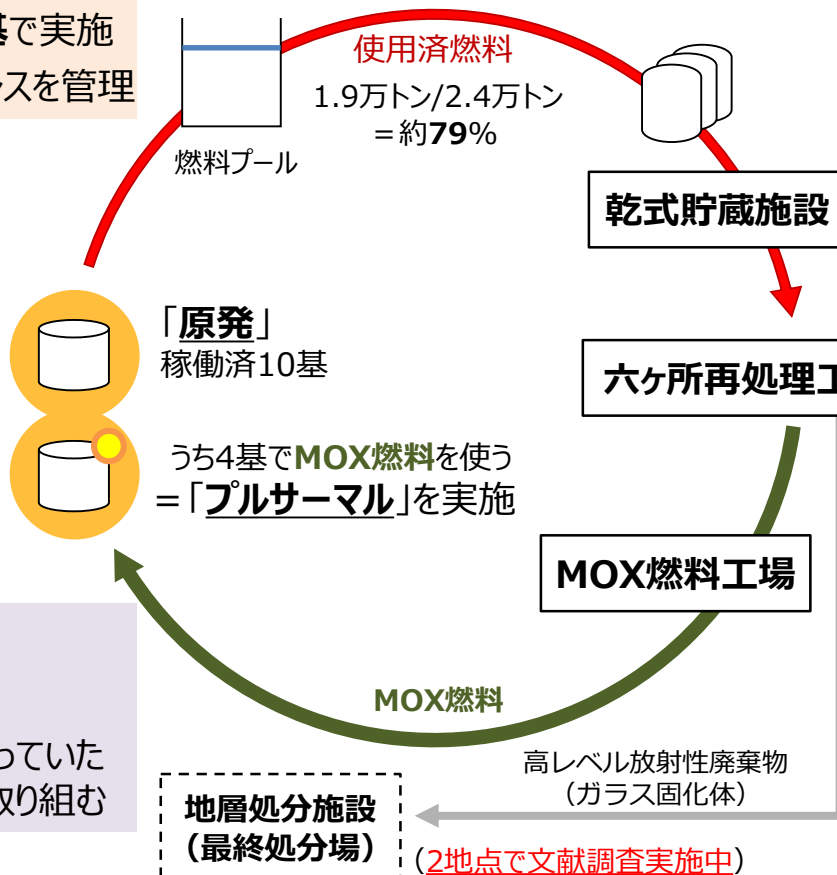 基で実施
スを管理
使用済燃料
1.9万トン/2.4万トン
＝約79%
燃料プール
乾式貯蔵施設
「原発」
稼働済10基
六ヶ所再処理工
うち4基でMOX燃料を使う
＝「プルサーマル」を実施
MOX燃料工場
MOX燃料
っていた
取り組む
高レベル放射性廃棄物
（ガラス固化体）
地層処分施設
（最終処分場）
（2地点で文献調査実施中）